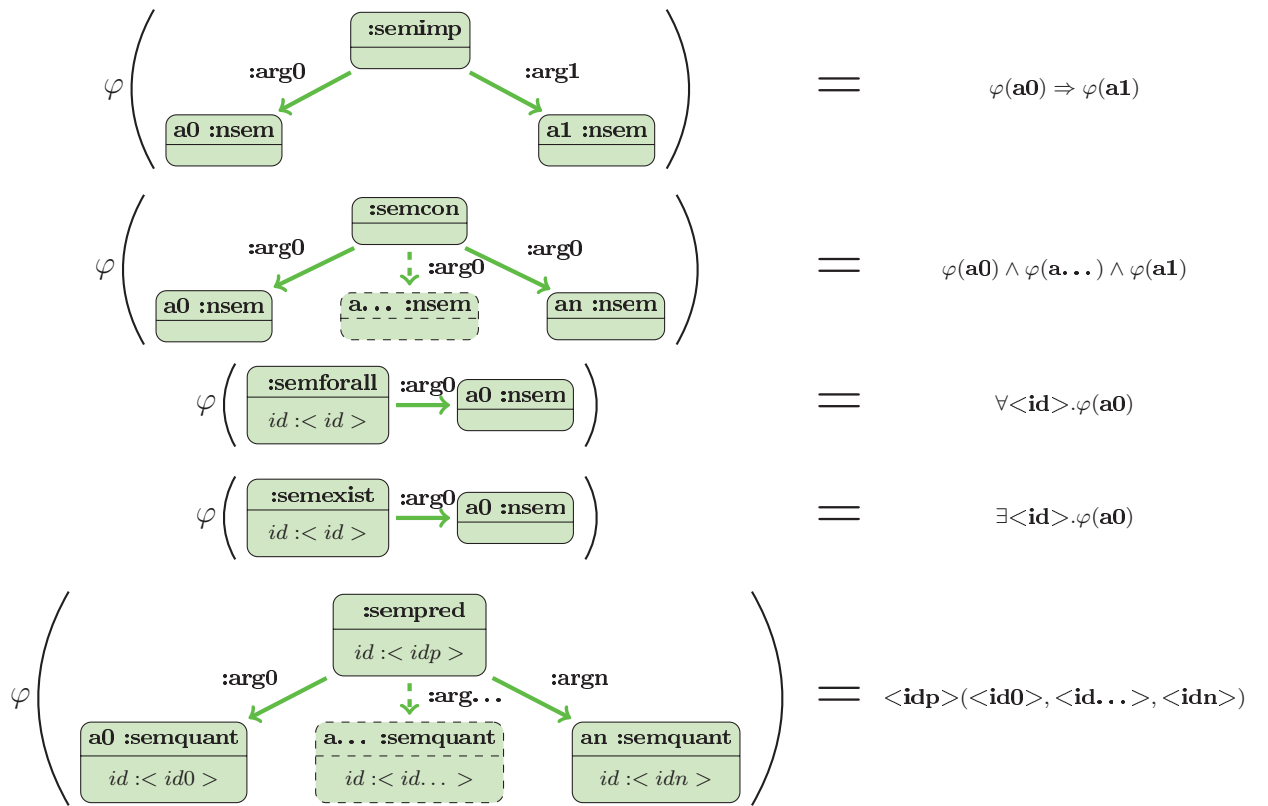 :semimp
:arg0 :arg1
φ = φ(a0) ⇒ φ(a1)
a0 :nsem a1 :nsem
:semcon
:arg0 :arg0 :arg0
φ = φ(a0) ∧ φ(a...) ∧ φ(a1)
a0 :nsem a... :nsem an :nsem
:semforall :arg0 a0 :nsem
φ ( ) = ∀<id>.φ(a0)
id :< id >
:semexist :arg0 a0 :nsem
φ ( ) = ∃<id>.φ(a0)
id :< id >
:sempred
id :< idp >
:arg0 :arg... :argn
φ ( ) = <idp>(<id0>, <id...>, <idn>)
a0 :semquant a... :semquant an :semquant
id :< id0 > id :< id... > id :< idn >